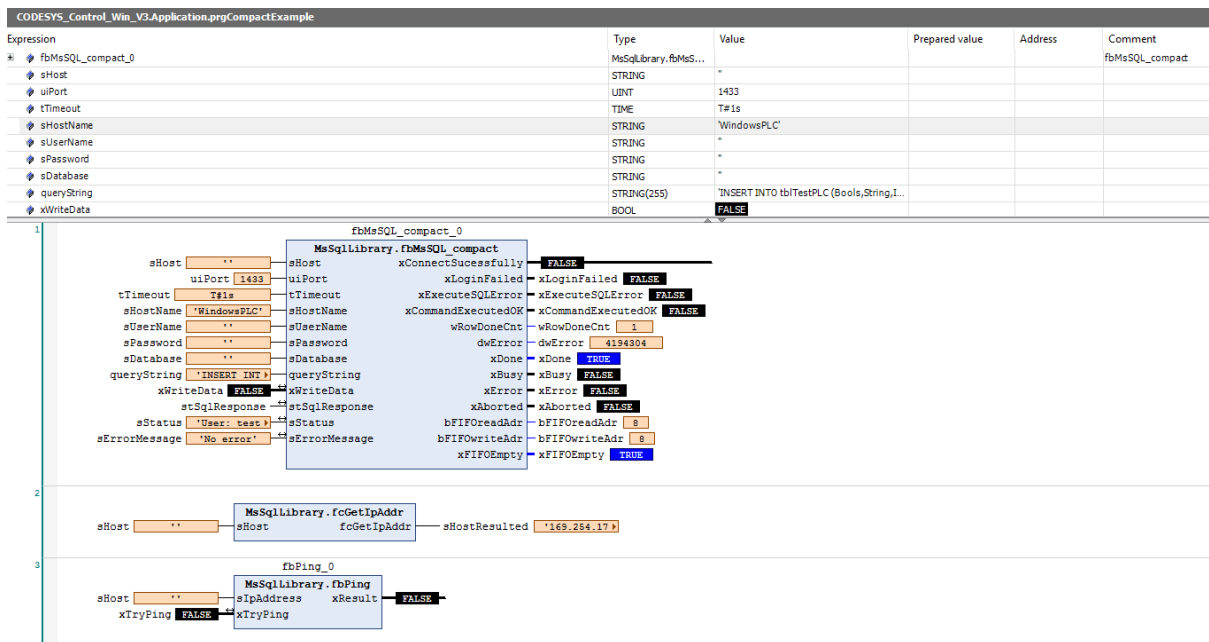 CODESYS_Control_Win_V3.Application.prgCompactExample
Expression Type Value Prepared value Address Comment
fbMsSQL_compact_0 MsSqlLibrary.fbMsS... fbMsSQL_compact
sHost STRING ''
uiPort UINT 1433
tTimeout TIME T#1s
sHostName STRING 'WindowsPLC'
sUserName STRING ''
sPassword STRING ''
sDatabase STRING ''
queryString STRING(255) 'INSERT INTO tblTestPLC (Bools,String,I...
xWriteData BOOL FALSE
1
fbMsSQL_compact_0
MsSqlLibrary.fbMsSQL_compact
sHost '' sHost xConnectSucessfully FALSE
uiPort 1433 uiPort xLoginFailed xLoginFailed FALSE
tTimeout T#1s tTimeout xExecuteSQLError xExecuteSQLError FALSE
sHostName 'WindowsPLC' sHostName xCommandExecutedOK xCommandExecutedOK FALSE
sUserName '' sUserName wRowDoneCnt wRowDoneCnt 1
sPassword '' sPassword dwError dwError 4194304
sDatabase '' sDatabase xDone xDone TRUE
queryString 'INSERT INT queryString xBusy xBusy FALSE
xWriteData FALSE xWriteData xError xError FALSE
stSqlResponse stSqlResponse xAborted xAborted FALSE
sStatus 'User: test sStatus bFIFOreadAdr bFIFOreadAdr 8
sErrorMessage 'No error' sErrorMessage bFIFOwriteAdr bFIFOwriteAdr 8
xFIFOEmpty xFIFOEmpty TRUE
2
MsSqlLibrary.fcGetIpAddr
sHost '' sHost fcGetIpAddr sHostResulted '169.254.17
3
fbPing_0
MsSqlLibrary.fbPing
sHost '' sIpAddress xResult FALSE
xTryPing FALSE xTryPing